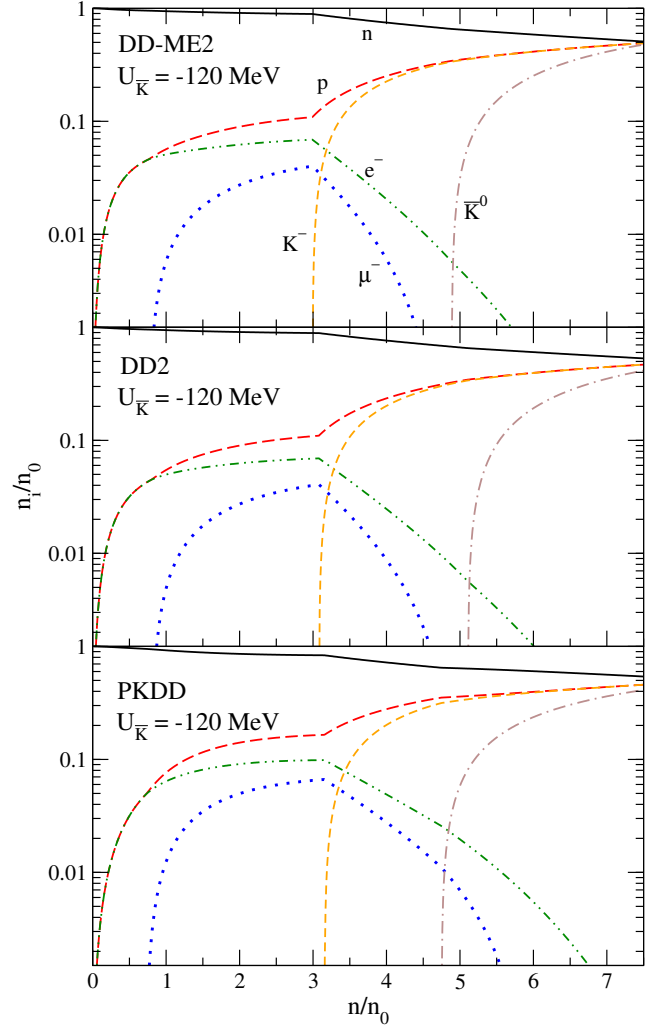 1
DD-ME2
U_K̅ = -120 MeV
n
p
0.1
e⁻
K̅⁰
K⁻
0.01
μ⁻
1
DD2
U_K̅ = -120 MeV
0.1
n_i/n_0
0.01
1
PKDD
U_K̅ = -120 MeV
0.1
0.01
0 1 2 3 4 5 6 7
n/n_0